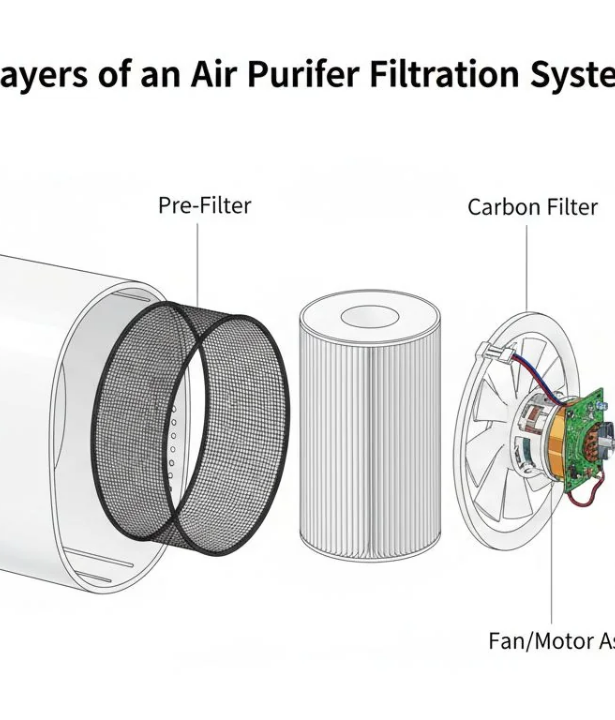 ayers of an Air Purifer Filtration Syste
Pre-Filter
Carbon Filter
Fan/Motor As